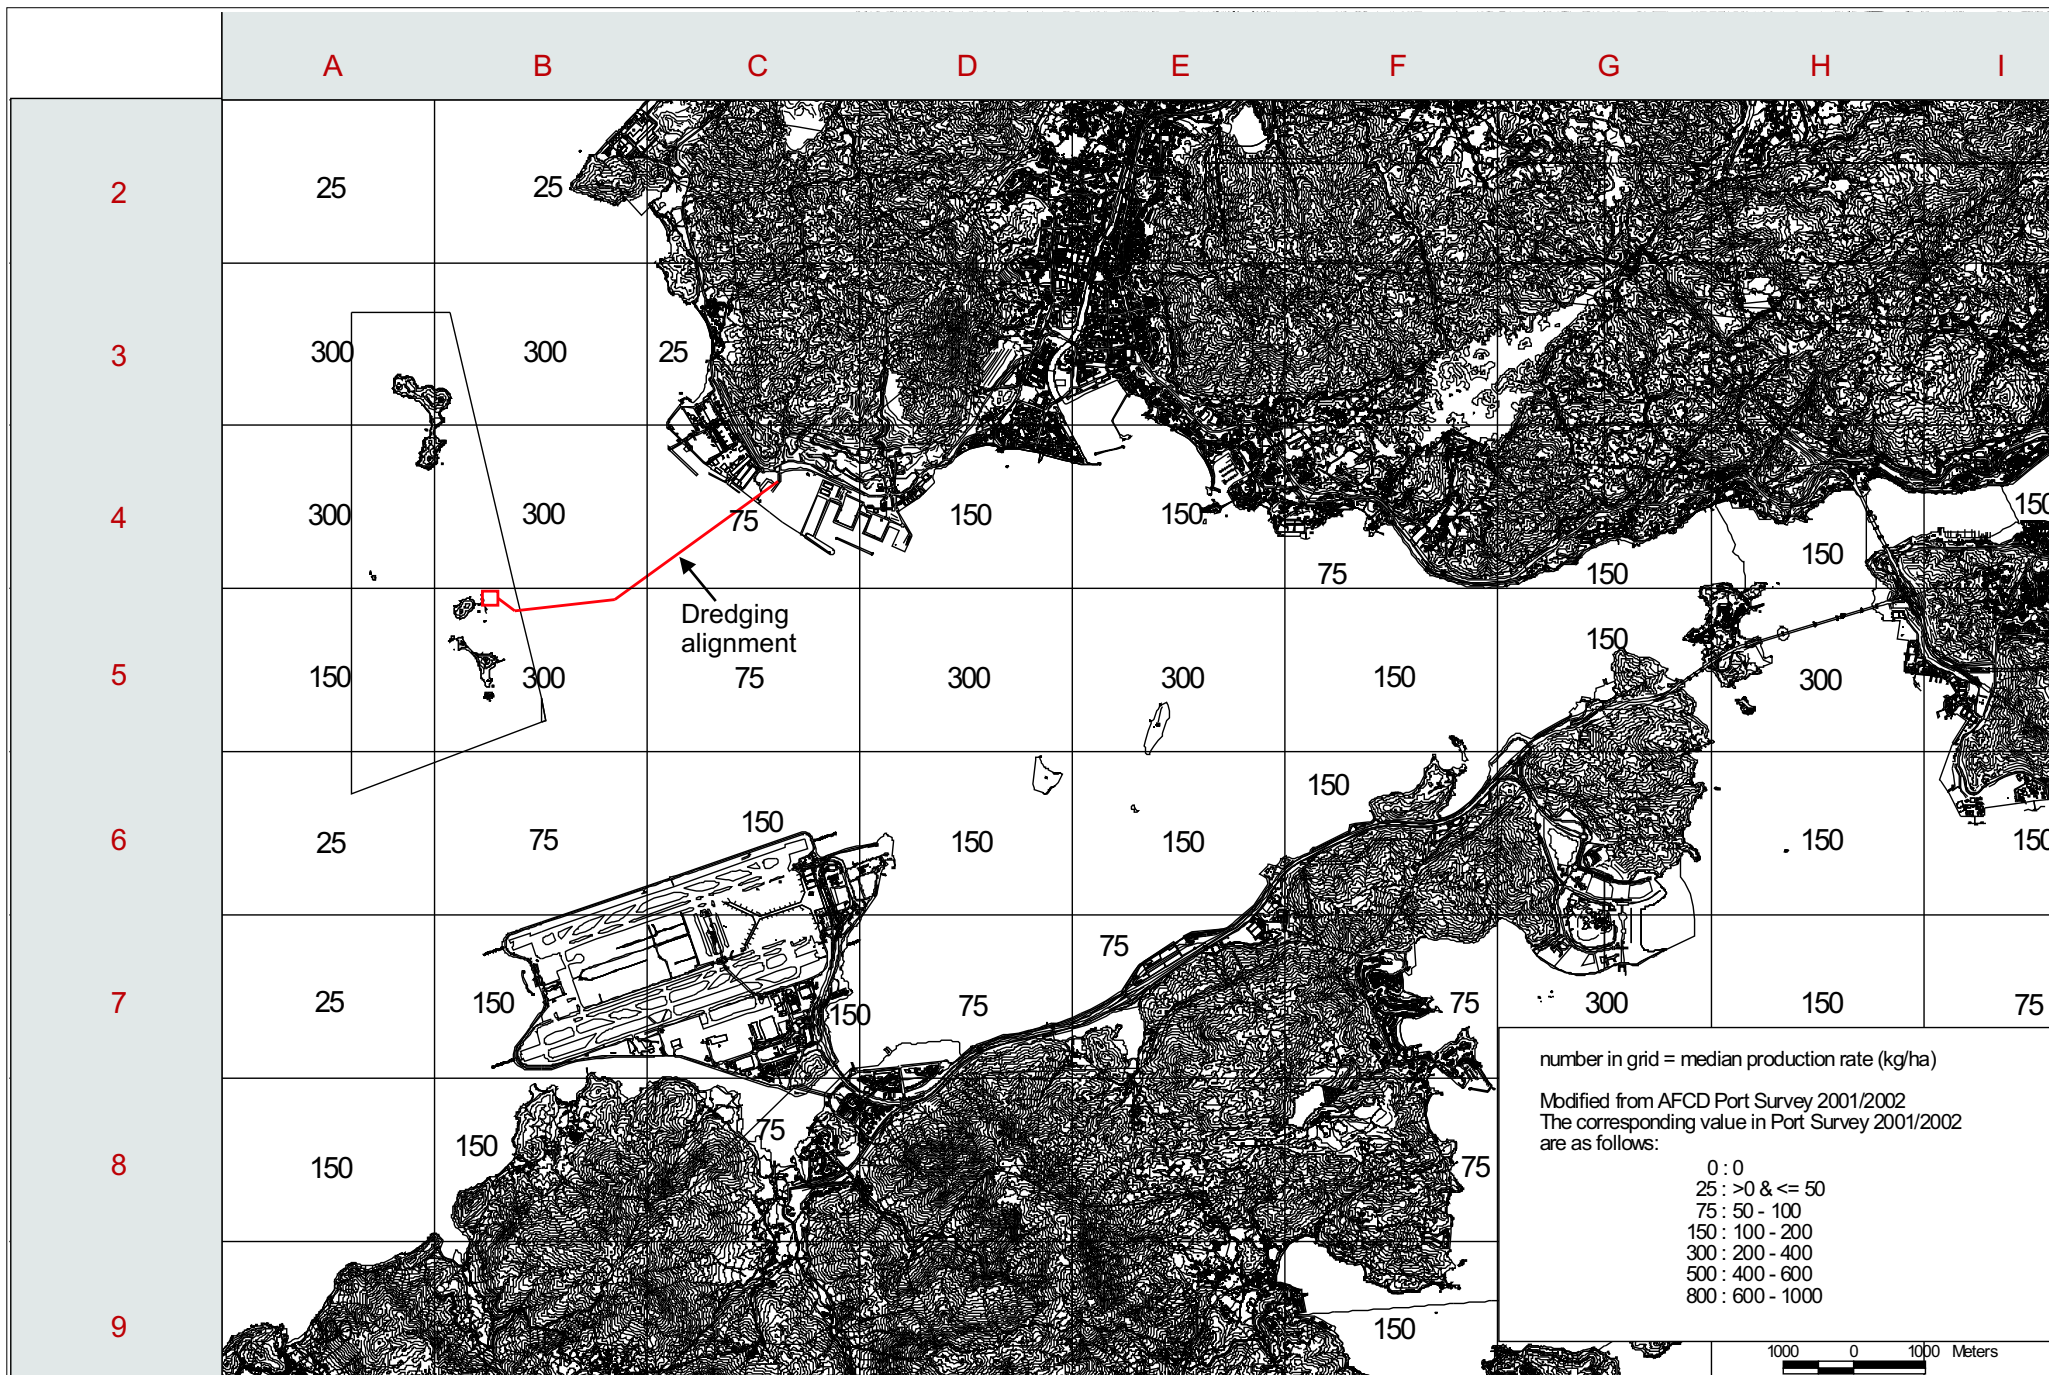 A B C D E F G H I
2 25 25
3 300 300 25
4 300 300 75 150 150 75 150 150 150
Dredging
alignment
5 150 300 75 300 300 150 150 300
6 25 75 150 150 150 150 150 150
7 25 150 150 75 75 75 300 150 75
8 150 150 75 75
9 150
number in grid = median production rate (kg/ha)
Modified from AFCD Port Survey 2001/2002
The corresponding value in Port Survey 2001/2002
are as follows:
0 : 0
25 : >0 & <= 50
75 : 50 - 100
150 : 100 - 200
300 : 200 - 400
500 : 400 - 600
800 : 600 - 1000
1000 0 1000 Meters